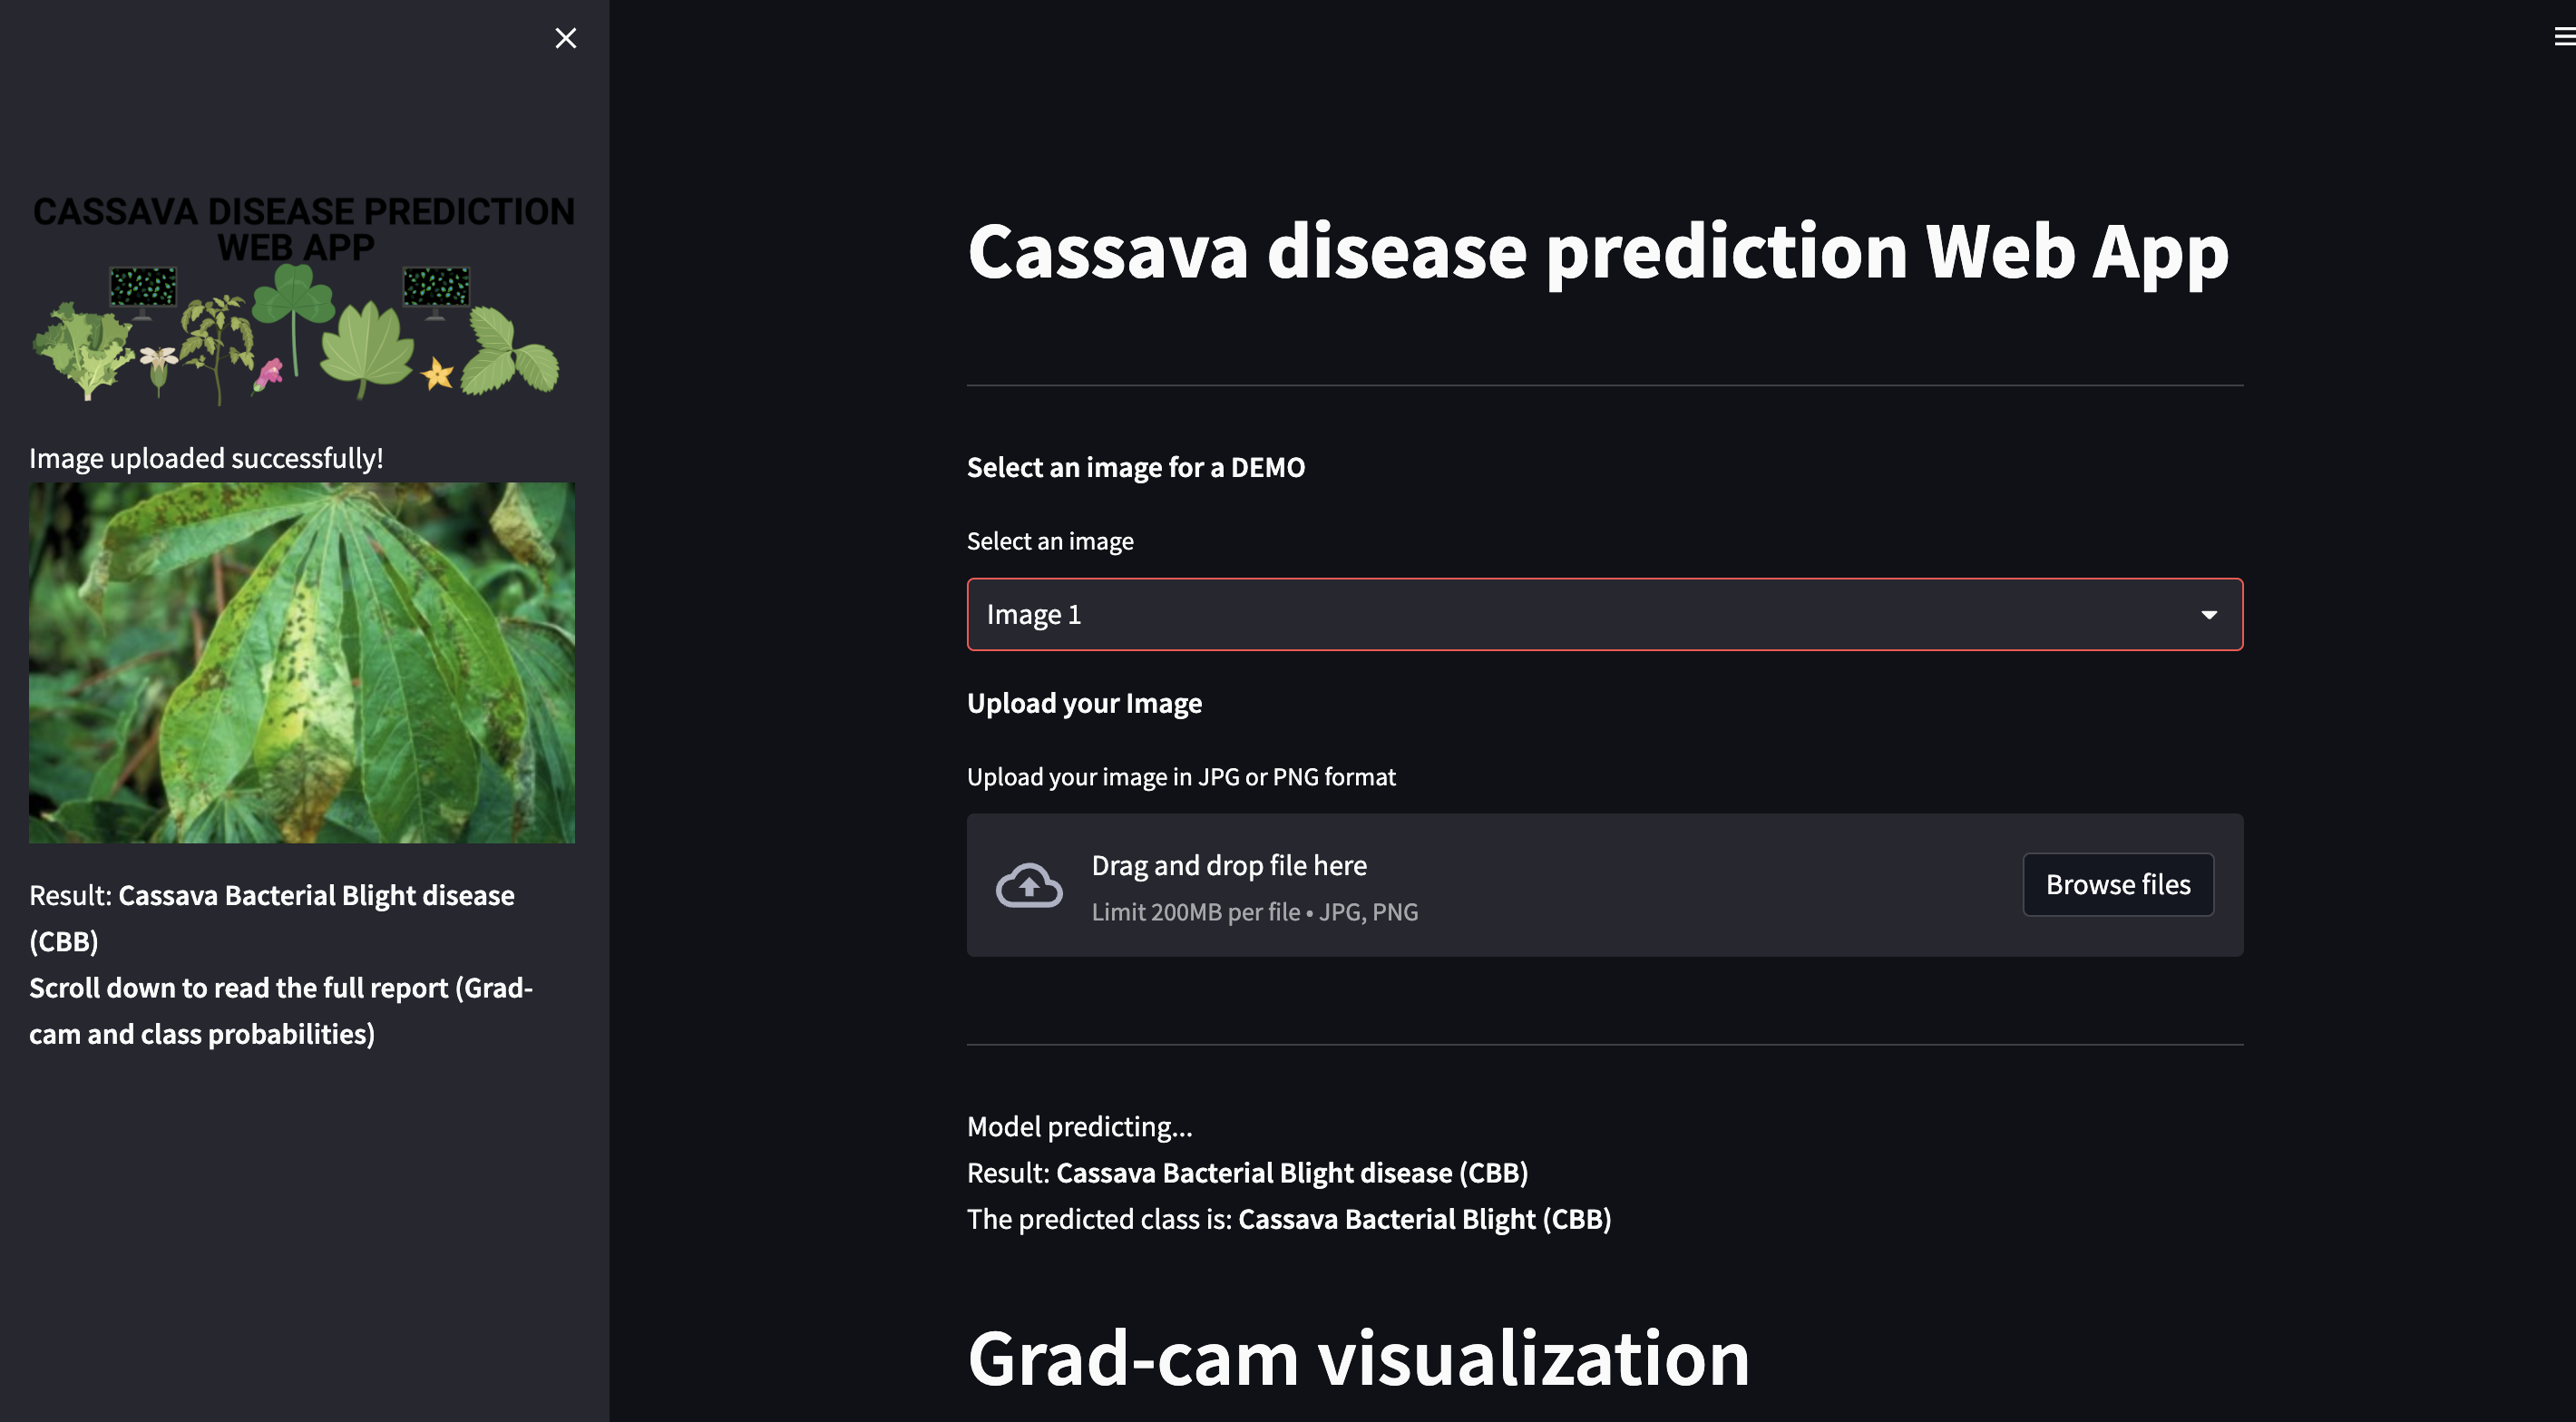 CASSAVA DISEASE PREDICTION
WEB APP
Image uploaded successfully!
Result: Cassava Bacterial Blight disease
(CBB)
Scroll down to read the full report (Grad-
cam and class probabilities)
Cassava disease prediction Web App
Select an image for a DEMO
Select an image
Image 1
Upload your Image
Upload your image in JPG or PNG format
Drag and drop file here
Limit 200MB per file • JPG, PNG
Browse files
Model predicting...
Result: Cassava Bacterial Blight disease (CBB)
The predicted class is: Cassava Bacterial Blight (CBB)
Grad-cam visualization